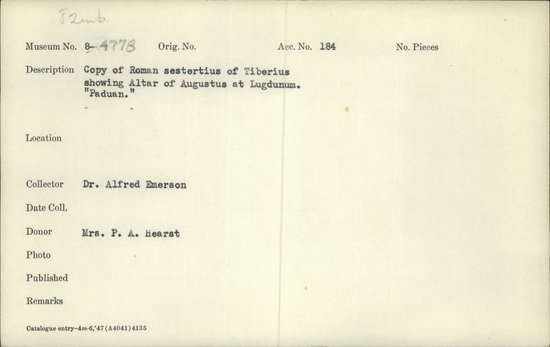 Museum No. 8-4778 Orig. No. Acc. No. 184 No. Pieces
Description Copy of Roman sestertius of Tiberius
showing Altar of Augustus at Lugdunum.
"Paduan."
Location
Collector Dr. Alfred Emerson
Date Coll.
Donor Mrs. P. A. Hearst
Photo
Published
Remarks
Catalogue entry-4m-6,'47(A4041)4135